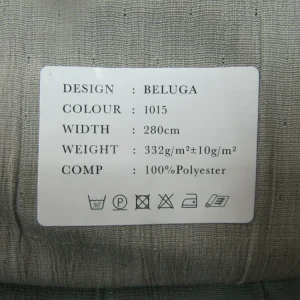 DESIGN : BELUGA
COLOUR : 1015
WIDTH : 280cm
WEIGHT : 332g/m²±10g/m²
COMP : 100%Polyester
P